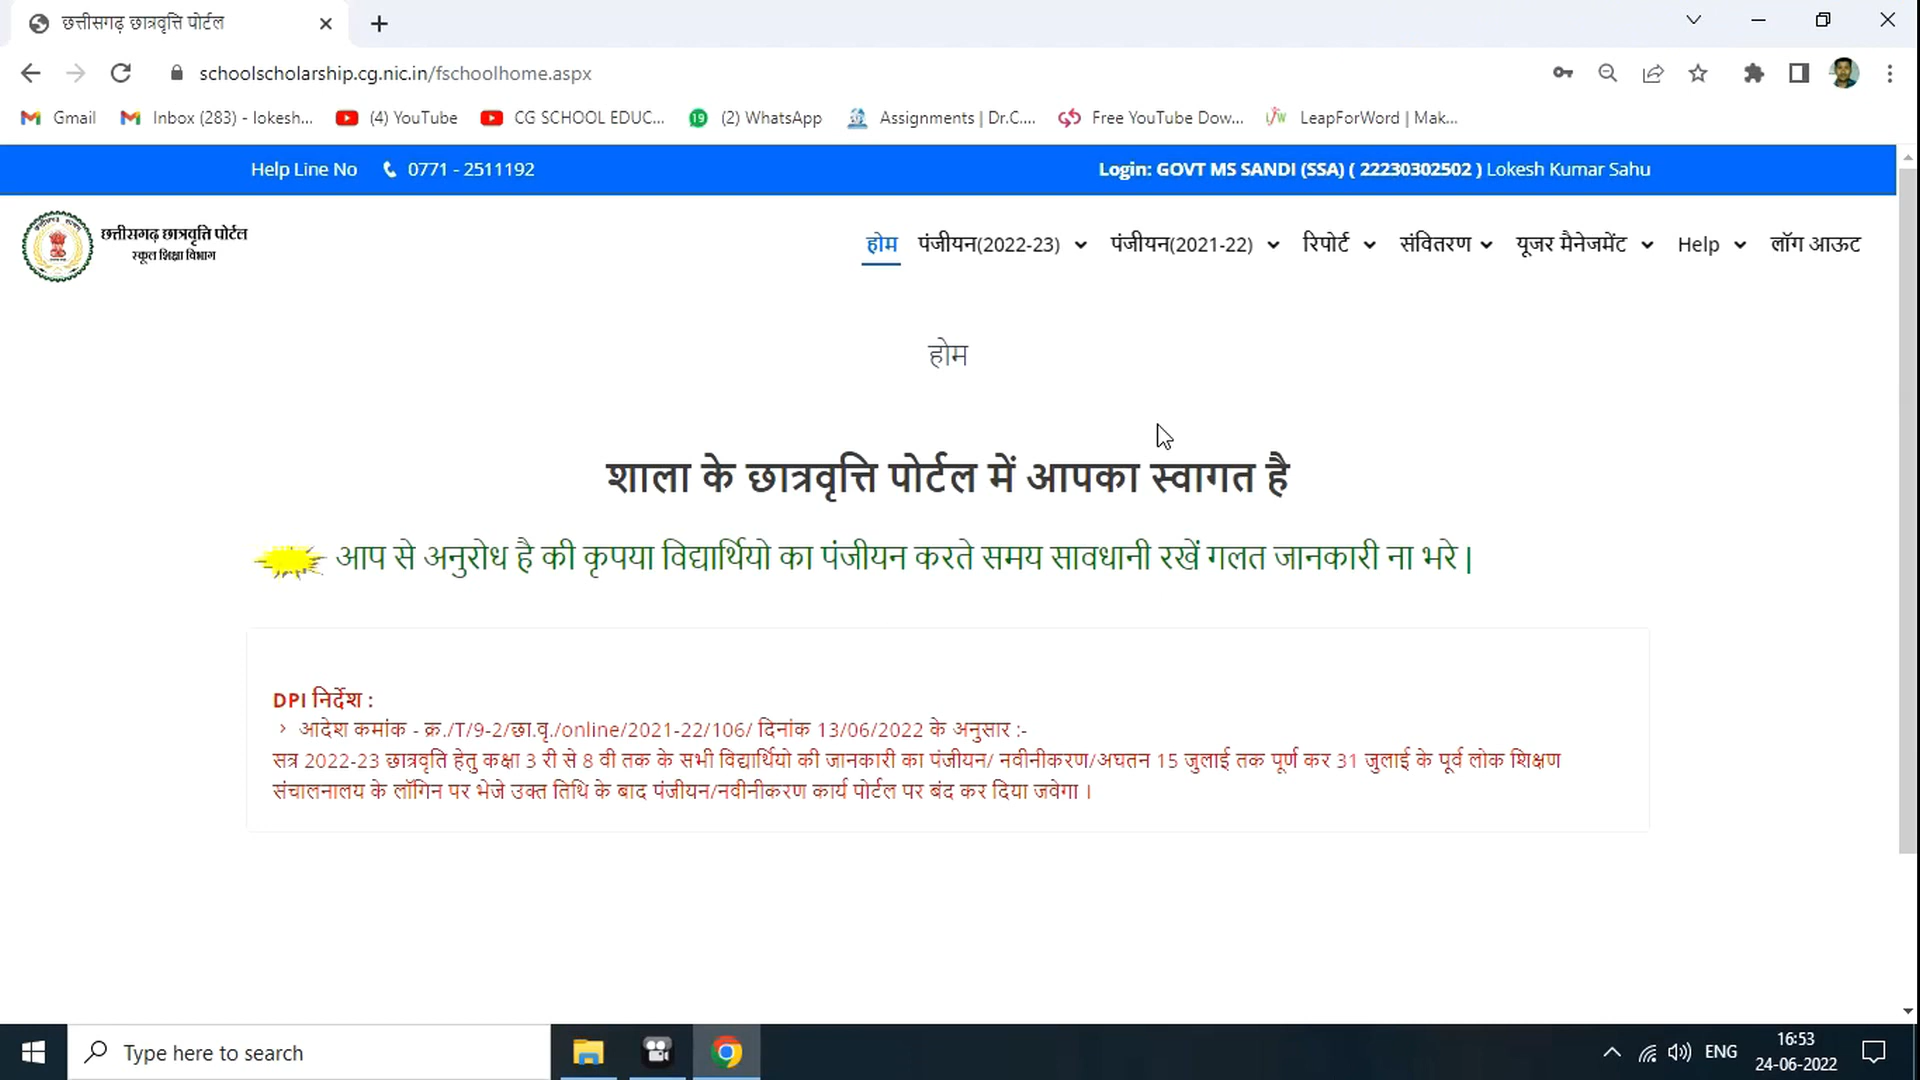 छत्तीसगढ़ छात्रवृत्ति पोर्टल
schoolscholarship.cg.nic.in/fschoolhome.aspx
Gmail Inbox (283) - lokesh... (4) YouTube CG SCHOOL EDUC... 19 (2) WhatsApp Assignments | Dr.C.... Free YouTube Dow... LeapForWord | Mak...
Help Line No 0771 - 2511192 Login: GOVT MS SANDI (SSA) ( 22230302502 ) Lokesh Kumar Sahu
छत्तीसगढ़ छात्रवृति पोर्टल
स्कूल शिक्षा विभाग
होम पंजीयन(2022-23) पंजीयन(2021-22) रिपोर्ट संवितरण यूजर मैनेजमेंट Help लॉग आऊट
होम
शाला के छात्रवृत्ति पोर्टल में आपका स्वागत है
आप से अनुरोध है की कृपया विद्यार्थियो का पंजीयन करते समय सावधानी रखें गलत जानकारी ना भरे |
DPI निर्देश :
आदेश कमांक - क्र./T/9-2/छा.वृ./online/2021-22/106/ दिनांक 13/06/2022 के अनुसार :-
सत्र 2022-23 छात्रवृति हेतु कक्षा 3 री से 8 वी तक के सभी विद्यार्थियो की जानकारी का पंजीयन/ नवीनीकरण/अघतन 15 जुलाई तक पूर्ण कर 31 जुलाई के पूर्व लोक शिक्षण
संचालनालय के लॉगिन पर भेजे उक्त तिथि के बाद पंजीयन/नवीनीकरण कार्य पोर्टल पर बंद कर दिया जवेगा ।
Type here to search
ENG
16:53
24-06-2022